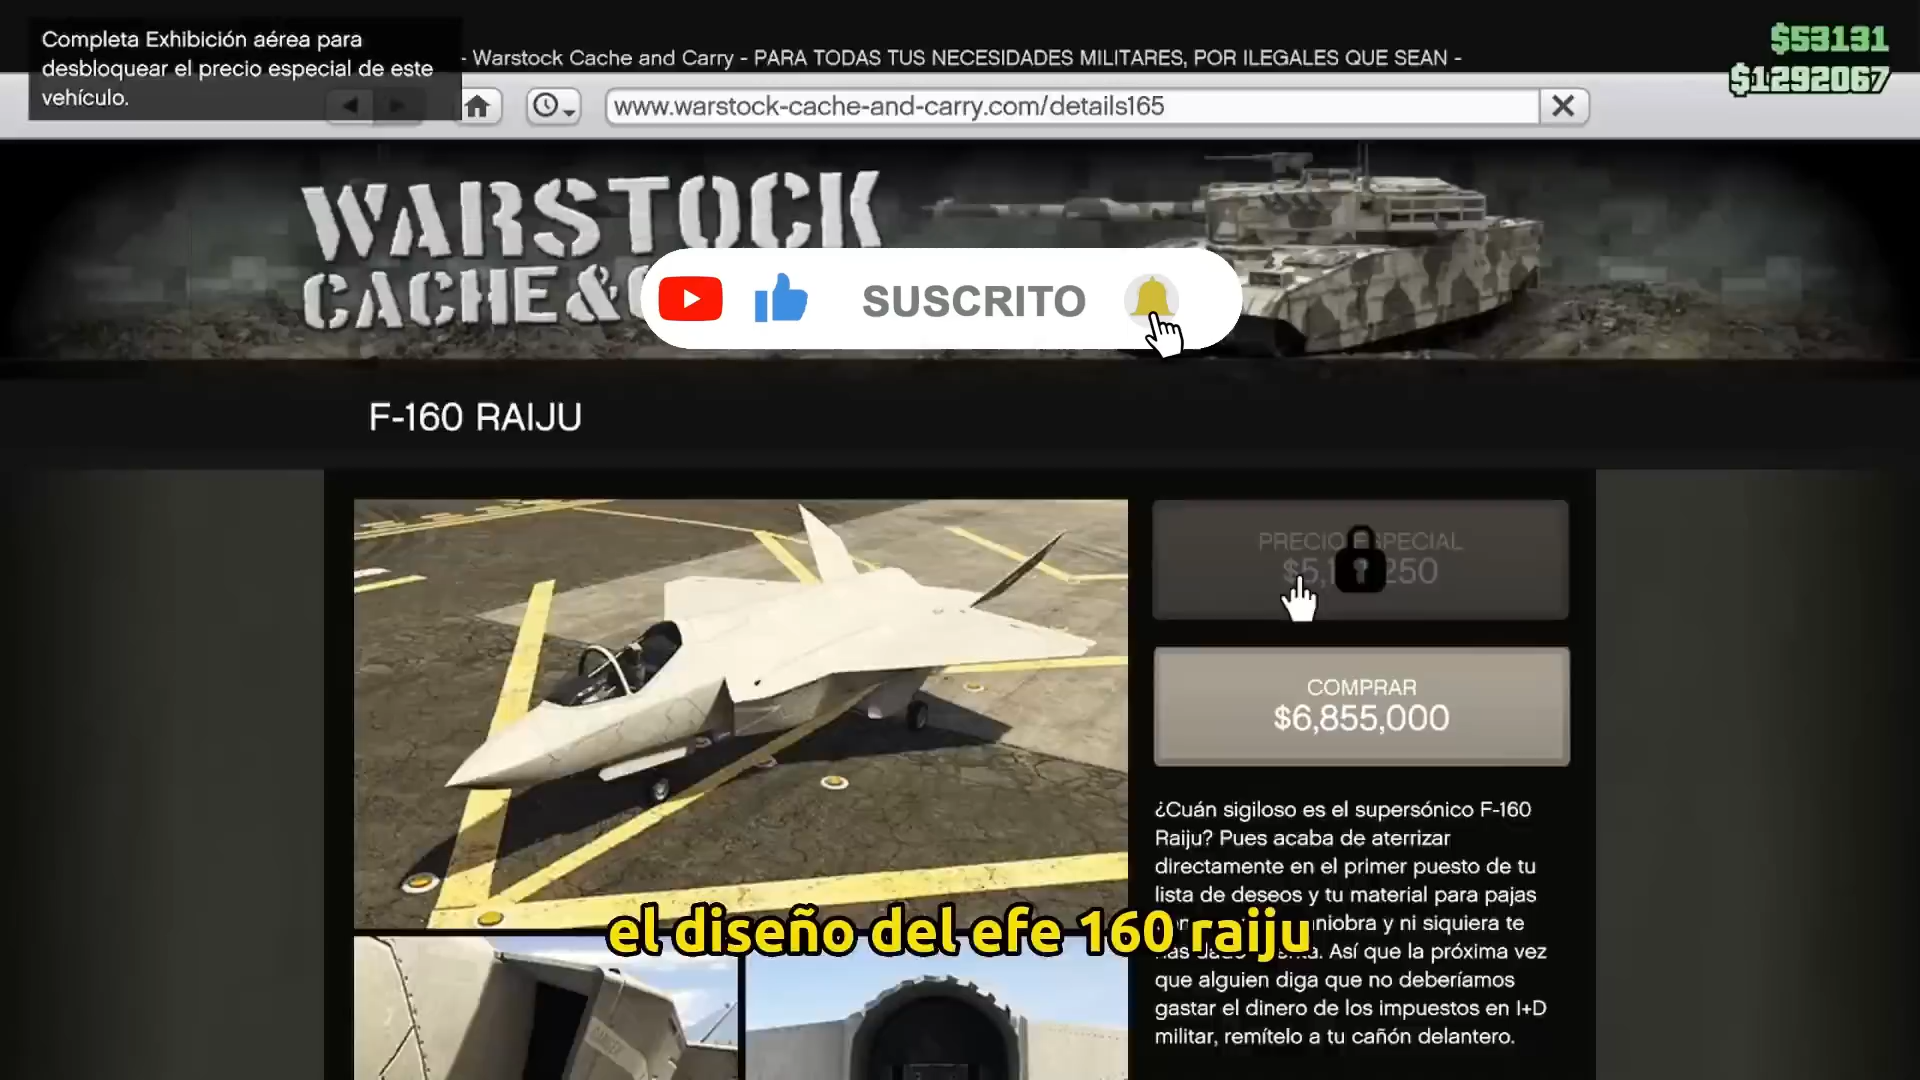 Completa Exhibición aérea para
desbloquear el precio especial de este
vehículo.
- Warstock Cache and Carry - PARA TODAS TUS NECESIDADES MILITARES, POR ILEGALES QUE SEAN -
$53131
$1292067
www.warstock-cache-and-carry.com/details165
WARSTOCK
CACHE &
SUSCRITO
F-160 RAIJU
PRECIO ESPECIAL
COMPRAR
$6,855,000
¿Cuán sigiloso es el supersónico F-160
Raiju? Pues acaba de aterrizar
directamente en el primer puesto de tu
lista de deseos y tu material para pajas
y ni siquiera te
Así que la próxima vez
que alguien diga que no deberíamos
gastar el dinero de los impuestos en I+D
militar, remítelo a tu cañón delantero.
el diseño del efe 160 raiju